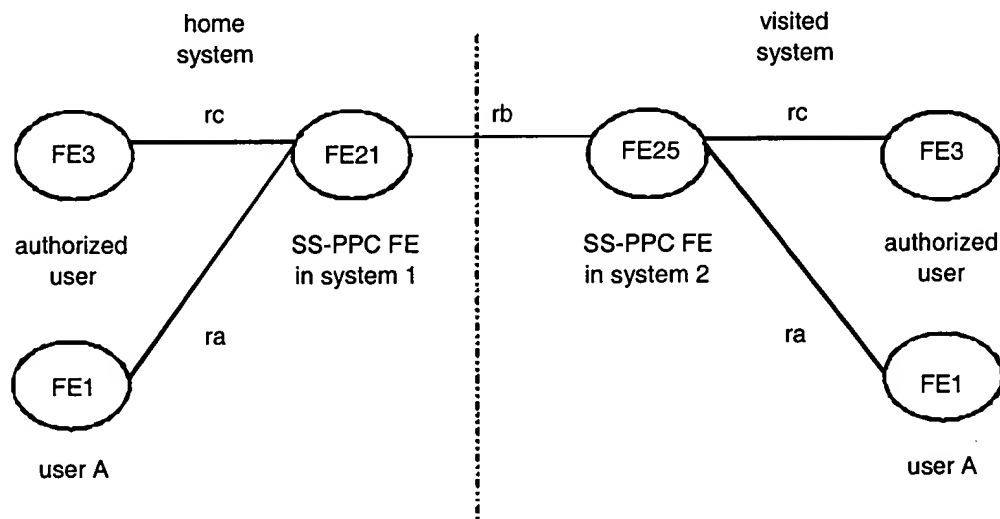 home
system
visited
system
rc
rb
rc
FE3
FE21
FE25
FE3
authorized
user
SS-PPC FE
in system 1
SS-PPC FE
in system 2
authorized
user
ra
ra
FE1
FE1
user A
user A